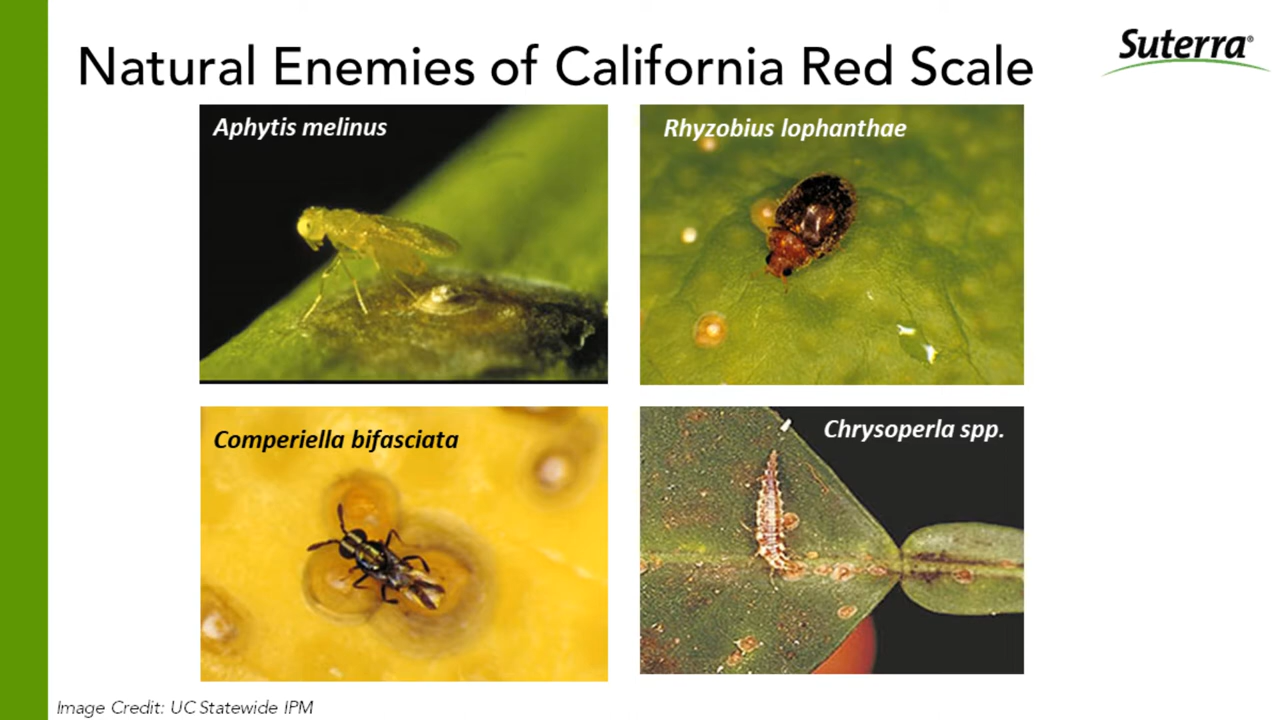 Natural Enemies of California Red Scale
Suterra®
Aphytis melinus
Rhyzobius lophanthae
Comperiella bifasciata
Chrysoperla spp.
Image Credit: UC Statewide IPM